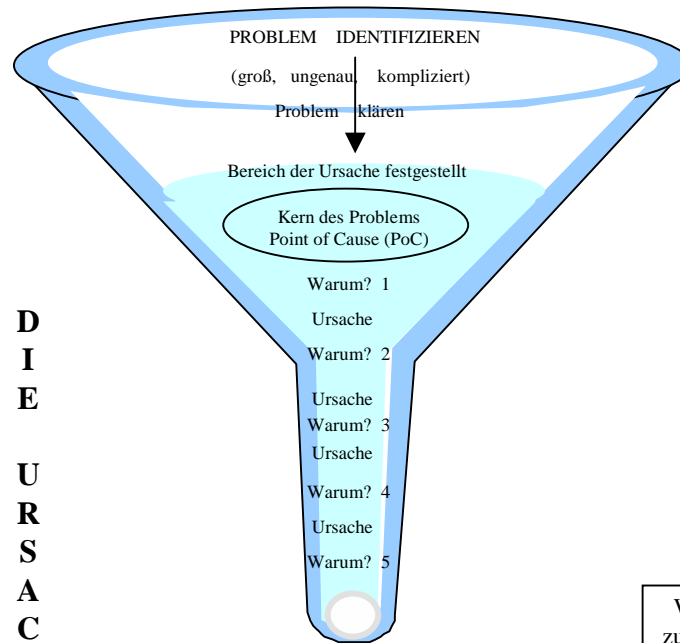 PROBLEM IDENTIFIZIEREN
(groß, ungenau, kompliziert)
Problem klären
Bereich der Ursache festgestellt
Kern des Problems
Point of Cause (PoC)
Warum? 1
Ursache
Warum? 2
Ursache
Warum? 3
Ursache
Warum? 4
Ursache
Warum? 5
D
I
E
U
R
S
A
C
zu